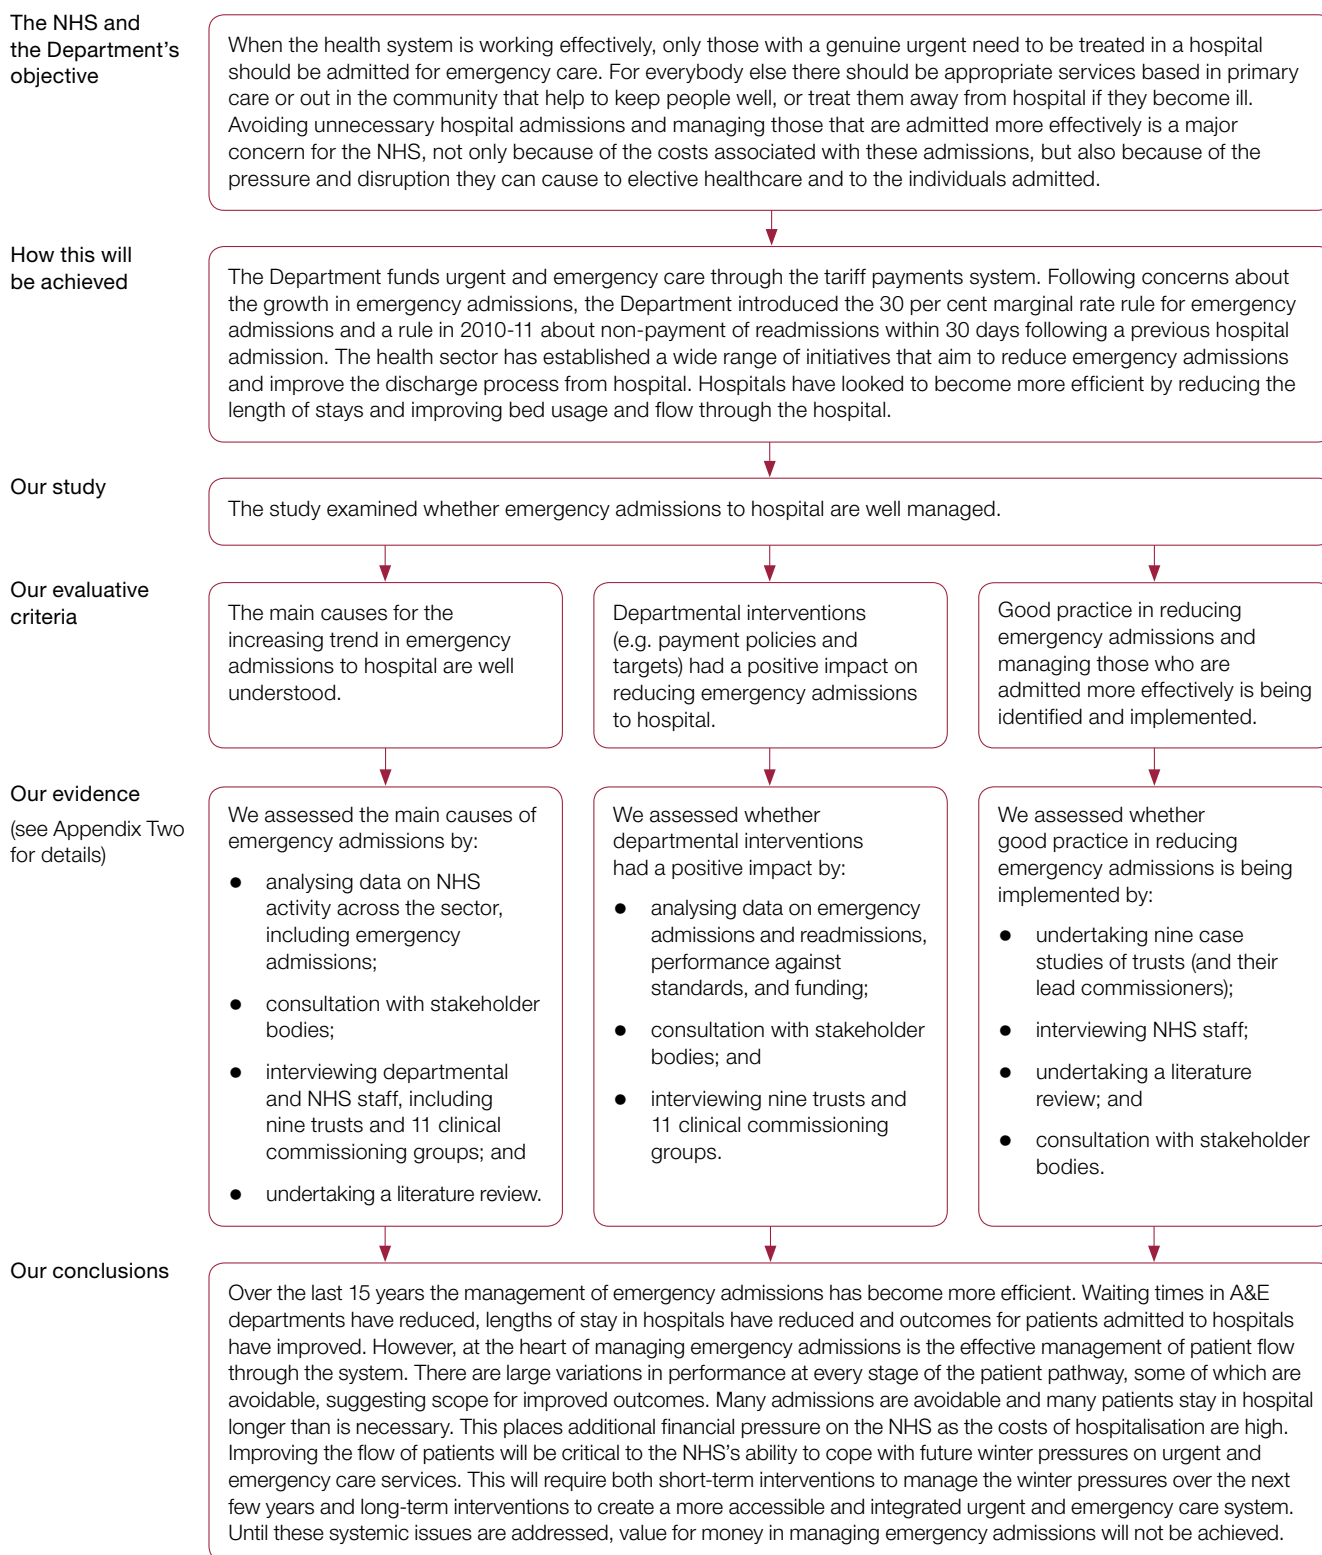 The NHS and
the Department’s
objective
When the health system is working effectively, only those with a genuine urgent need to be treated in a hospital
should be admitted for emergency care. For everybody else there should be appropriate services based in primary
care or out in the community that help to keep people well, or treat them away from hospital if they become ill.
Avoiding unnecessary hospital admissions and managing those that are admitted more effectively is a major
concern for the NHS, not only because of the costs associated with these admissions, but also because of the
pressure and disruption they can cause to elective healthcare and to the individuals admitted.
How this will
be achieved
The Department funds urgent and emergency care through the tariff payments system. Following concerns about
the growth in emergency admissions, the Department introduced the 30 per cent marginal rate rule for emergency
admissions and a rule in 2010-11 about non-payment of readmissions within 30 days following a previous hospital
admission. The health sector has established a wide range of initiatives that aim to reduce emergency admissions
and improve the discharge process from hospital. Hospitals have looked to become more efficient by reducing the
length of stays and improving bed usage and flow through the hospital.
Our study
The study examined whether emergency admissions to hospital are well managed.
Our evaluative
criteria
The main causes for the
increasing trend in emergency
admissions to hospital are well
understood.
Departmental interventions
(e.g. payment policies and
targets) had a positive impact on
reducing emergency admissions
to hospital.
Good practice in reducing
emergency admissions and
managing those who are
admitted more effectively is being
identified and implemented.
Our evidence
(see Appendix Two
for details)
We assessed the main causes of
emergency admissions by:
● analysing data on NHS
activity across the sector,
including emergency
admissions;
● consultation with stakeholder
bodies;
● interviewing departmental
and NHS staff, including
nine trusts and 11 clinical
commissioning groups; and
● undertaking a literature review.
We assessed whether
departmental interventions
had a positive impact by:
● analysing data on emergency
admissions and readmissions,
performance against
standards, and funding;
● consultation with stakeholder
bodies; and
● interviewing nine trusts and
11 clinical commissioning
groups.
We assessed whether
good practice in reducing
emergency admissions is being
implemented by:
● undertaking nine case
studies of trusts (and their
lead commissioners);
● interviewing NHS staff;
● undertaking a literature
review; and
● consultation with stakeholder
bodies.
Our conclusions
Over the last 15 years the management of emergency admissions has become more efficient. Waiting times in A&E
departments have reduced, lengths of stay in hospitals have reduced and outcomes for patients admitted to hospitals
have improved. However, at the heart of managing emergency admissions is the effective management of patient flow
through the system. There are large variations in performance at every stage of the patient pathway, some of which are
avoidable, suggesting scope for improved outcomes. Many admissions are avoidable and many patients stay in hospital
longer than is necessary. This places additional financial pressure on the NHS as the costs of hospitalisation are high.
Improving the flow of patients will be critical to the NHS’s ability to cope with future winter pressures on urgent and
emergency care services. This will require both short-term interventions to manage the winter pressures over the next
few years and long-term interventions to create a more accessible and integrated urgent and emergency care system.
Until these systemic issues are addressed, value for money in managing emergency admissions will not be achieved.